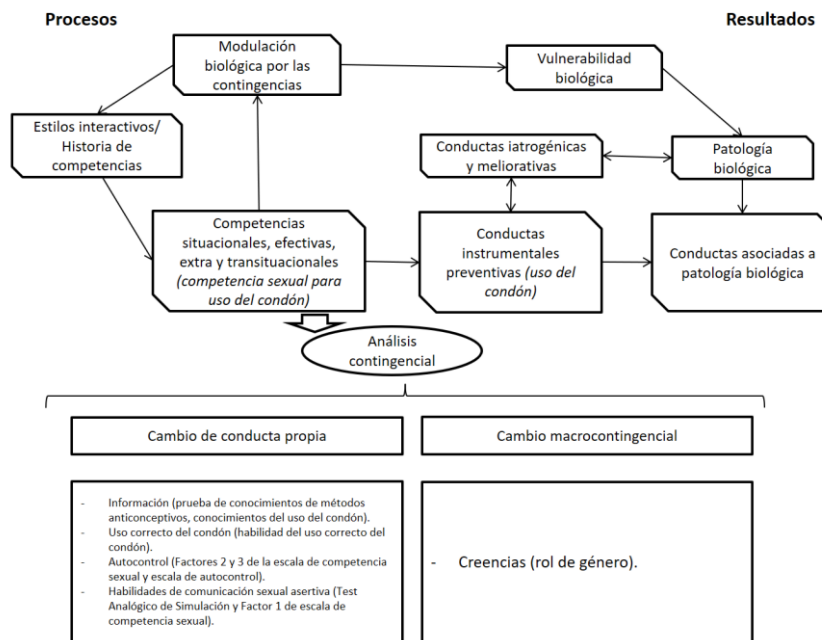 Procesos
Resultados
Modulación
biológica por las
contingencias
Vulnerabilidad
biológica
Estilos interactivos/
Historia de
competencias
Conductas iatrogénicas
y meliorativas
Patología
biológica
Competencias
situacionales, efectivas,
extra y transituacionales
(competencia sexual para
uso del condón)
Conductas
instrumentales
preventivas (uso del
condón)
Conductas asociadas a
patología biológica
Análisis
contingencial
Cambio de conducta propia
Cambio macrocontingencial
- Información (prueba de conocimientos de métodos
anticonceptivos, conocimientos del uso del condón).
- Uso correcto del condón (habilidad del uso correcto del
condón).
- Autocontrol (Factores 2 y 3 de la escala de competencia
sexual y escala de autocontrol).
- Habilidades de comunicación sexual asertiva (Test
Analógico de Simulación y Factor 1 de escala de
competencia sexual).
- Creencias (rol de género).